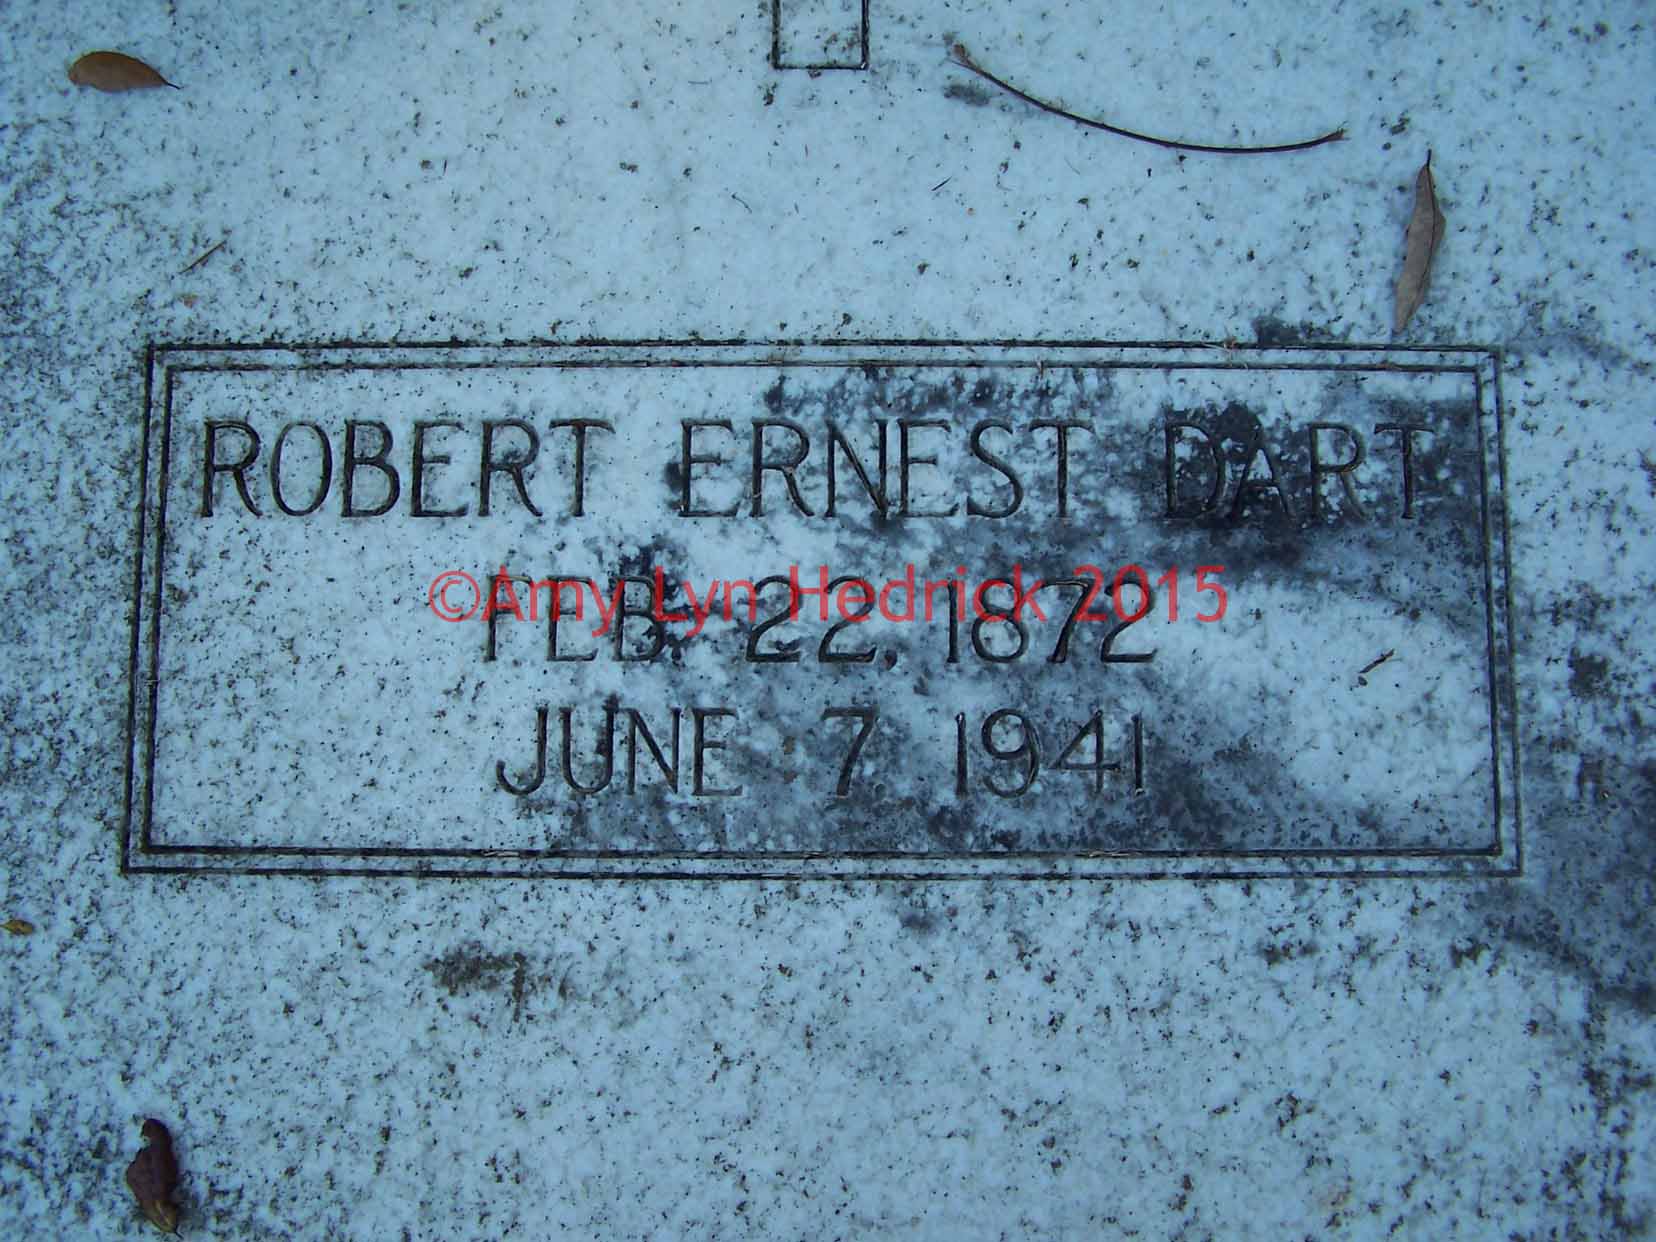 ROBERT ERNEST DART
©Amy Lyn Hedrick 2015
FEB. 22, 1872
JUNE 7 1941